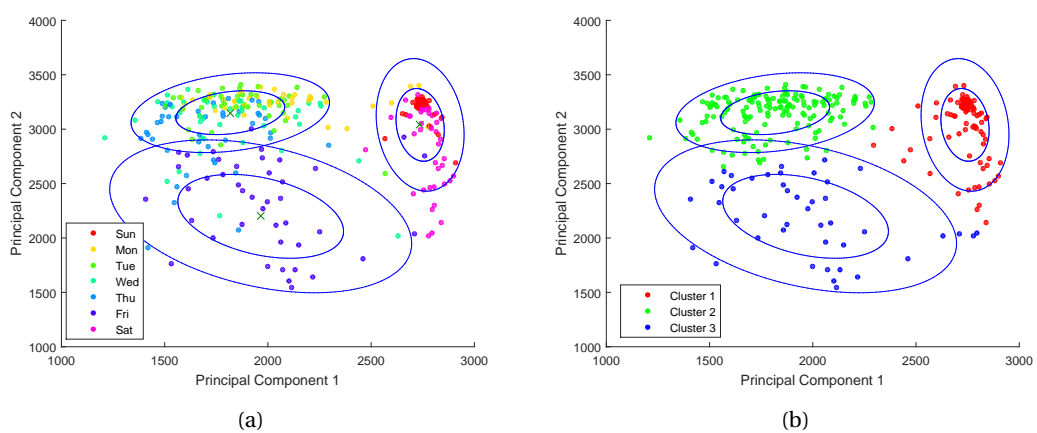 4000
3500
3000
2500
2000
1500
1000
Principal Component 2
Sun
Mon
Tue
Wed
Thu
Fri
Sat
1000 1500 2000 2500 3000
Principal Component 1
(a)
4000
3500
3000
2500
2000
1500
1000
Principal Component 2
Cluster 1
Cluster 2
Cluster 3
1000 1500 2000 2500 3000
Principal Component 1
(b)